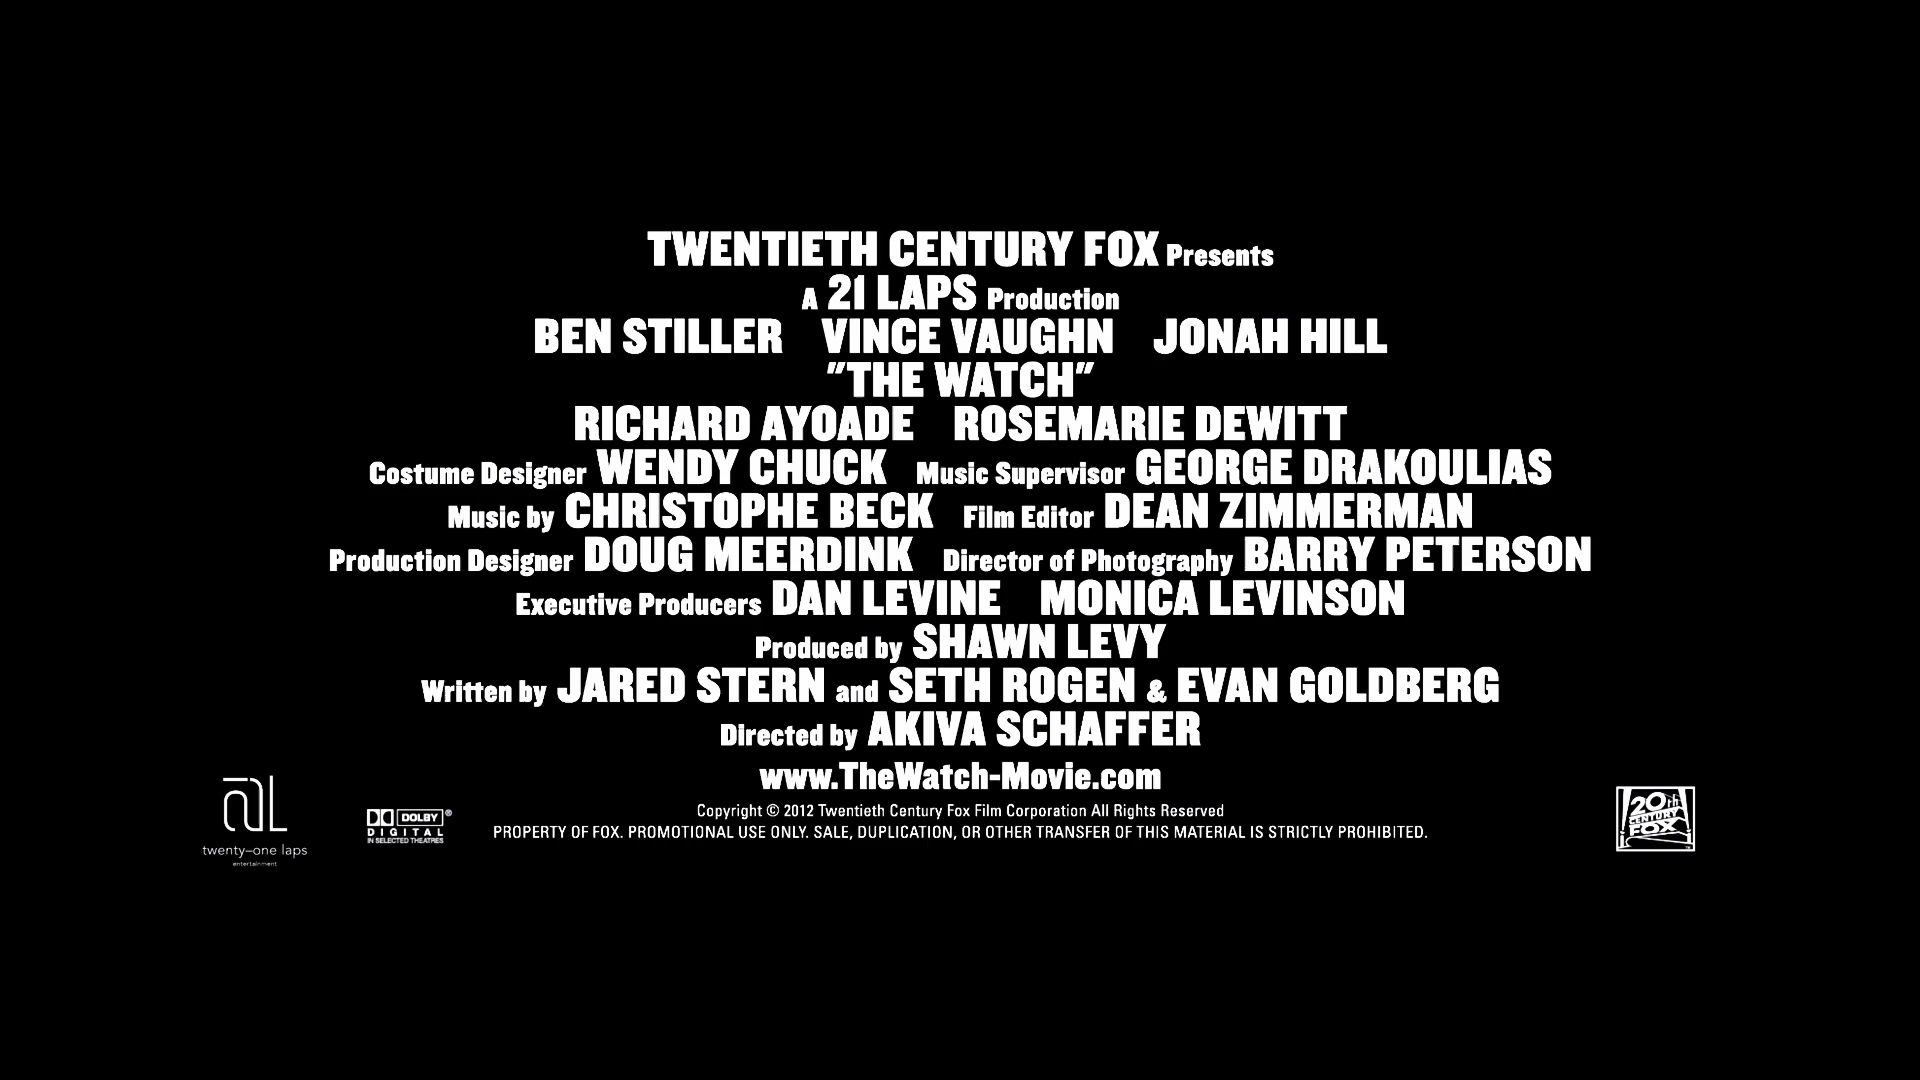 TWENTIETH CENTURY FOX Presents
A 21 LAPS Production
BEN STILLER VINCE VAUGHN JONAH HILL
"THE WATCH"
RICHARD AYOADE ROSEMARIE DEWITT
Costume Designer WENDY CHUCK Music Supervisor GEORGE DRAKOULIAS
Music by CHRISTOPHE BECK Film Editor DEAN ZIMMERMAN
Production Designer DOUG MEERDINK Director of Photography BARRY PETERSON
Executive Producers DAN LEVINE MONICA LEVINSON
Produced by SHAWN LEVY
Written by JARED STERN and SETH ROGEN & EVAN GOLDBERG
Directed by AKIVA SCHAFFER
www.TheWatch-Movie.com
Copyright © 2012 Twentieth Century Fox Film Corporation All Rights Reserved
PROPERTY OF FOX. PROMOTIONAL USE ONLY. SALE, DUPLICATION, OR OTHER TRANSFER OF THIS MATERIAL IS STRICTLY PROHIBITED.
twenty–one laps
entertainment
DOLBY®
DIGITAL
IN SELECTED THEATRES
20th
CENTURY
FOX